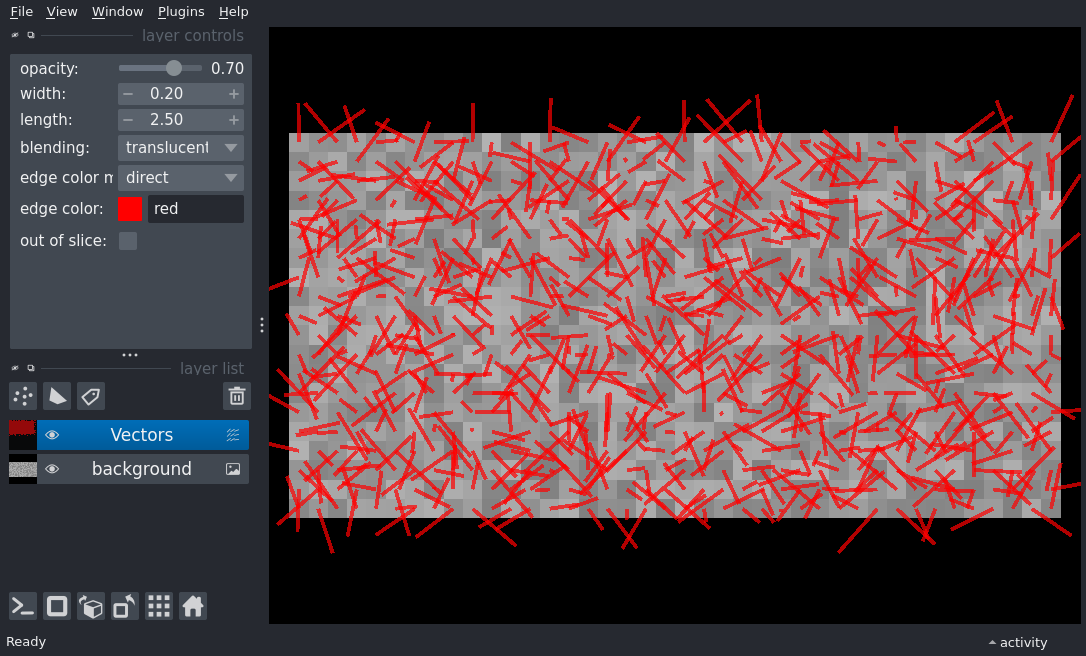 File View Window Plugins Help
layer controls
opacity: 0.70
width: − 0.20 +
length: − 2.50 +
blending: translucent
edge color m direct
edge color: red
out of slice:
layer list
Vectors
background
Ready
activity